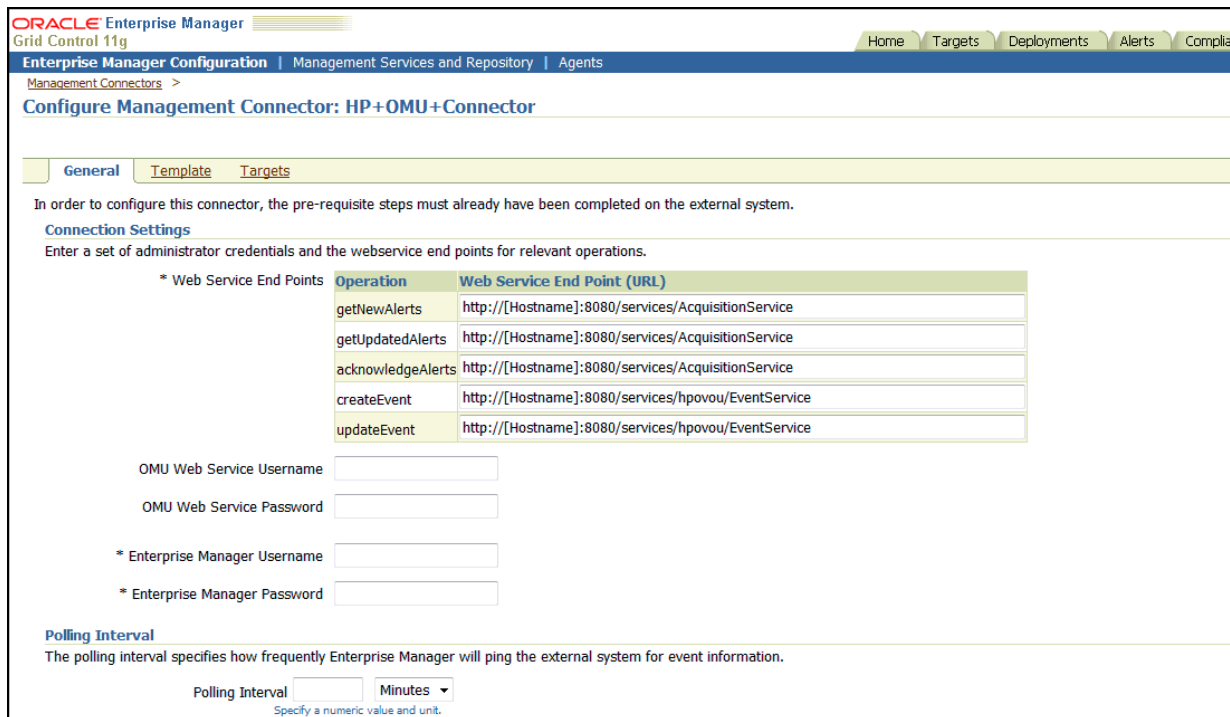 ORACLE Enterprise Manager
Grid Control 11g
Home Targets Deployments Alerts
Enterprise Manager Configuration | Management Services and Repository | Agents
Management Connectors >
Configure Management Connector: HP+OMU+Connector
General Template Targets
In order to configure this connector, the pre-requisite steps must already have been completed on the external system.
Connection Settings
Enter a set of administrator credentials and the webservice end points for relevant operations.
* Web Service End Points Operation Web Service End Point (URL)
getNewAlerts http://[Hostname]:8080/services/AcquisitionService
getUpdatedAlerts http://[Hostname]:8080/services/AcquisitionService
acknowledgeAlerts http://[Hostname]:8080/services/AcquisitionService
createEvent http://[Hostname]:8080/services/hpovou/EventService
updateEvent http://[Hostname]:8080/services/hpovou/EventService
OMU Web Service Username
OMU Web Service Password
* Enterprise Manager Username
* Enterprise Manager Password
Polling Interval
The polling interval specifies how frequently Enterprise Manager will ping the external system for event information.
Polling Interval Minutes
Specify a numeric value and unit.